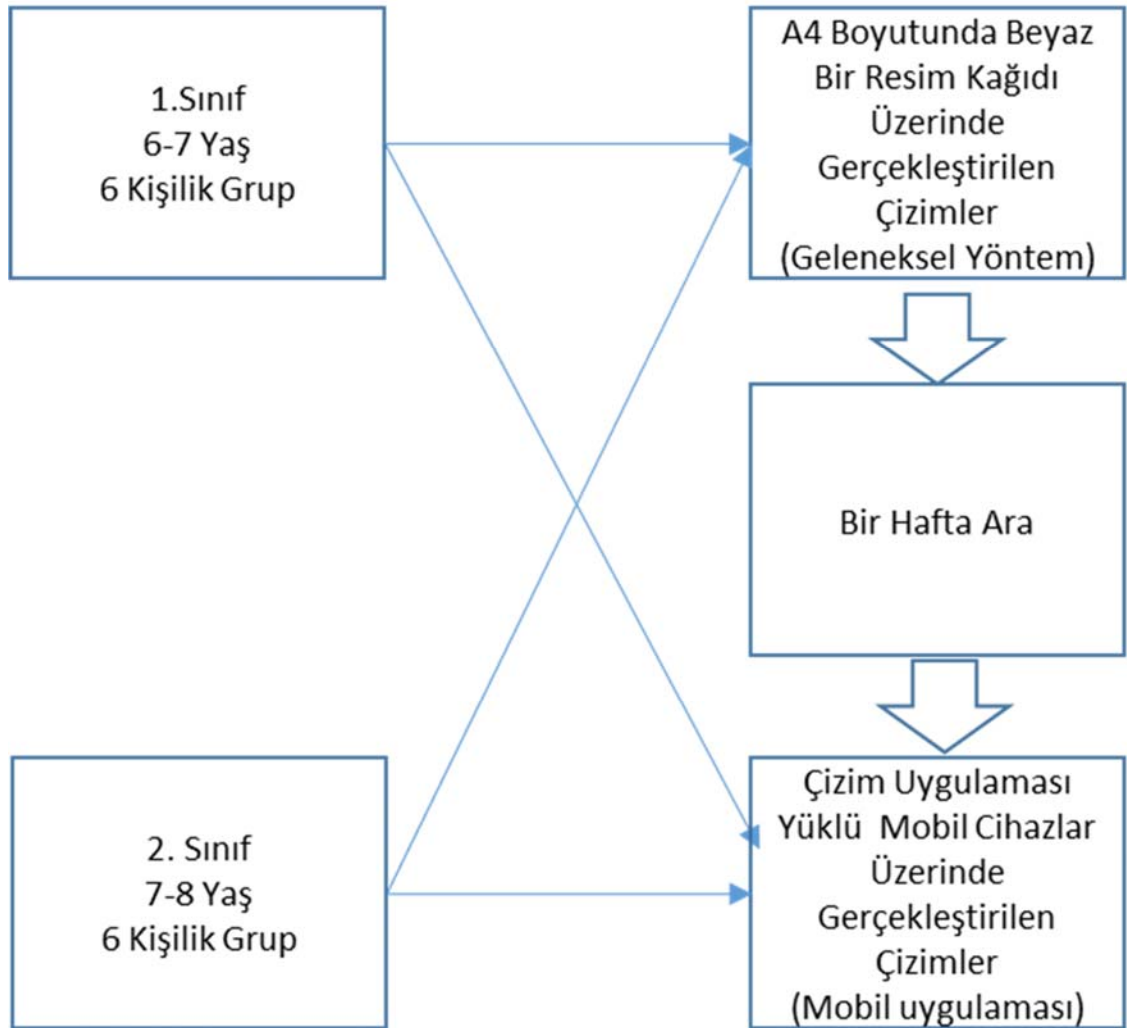 1.Sınıf
6-7 Yaş
6 Kişilik Grup
A4 Boyutunda Beyaz
Bir Resim Kağıdı
Üzerinde
Gerçekleştirilen
Çizimler
(Geleneksel Yöntem)
Bir Hafta Ara
2. Sınıf
7-8 Yaş
6 Kişilik Grup
Çizim Uygulaması
Yüklü  Mobil Cihazlar
Üzerinde
Gerçekleştirilen
Çizimler
(Mobil uygulaması)